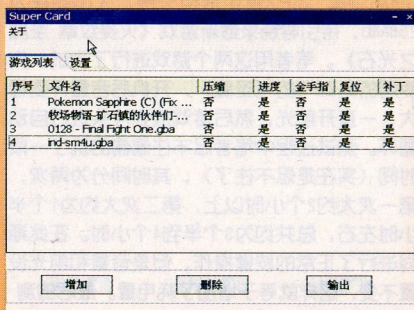 Super Card
关于
游戏列表 设置
序号 文件名 压缩 进度 金手指 复位 补丁
1 Pokemon Sapphire (C) (Fix ... 否 是 否 是 是
2 牧场物语-矿石镇的伙伴们-... 否 是 否 是 是
3 0128 - Final Fight One.gba 否 是 否 是 是
4 ind-sm4u.gba 否 是 否 是 是
增加 删除 输出